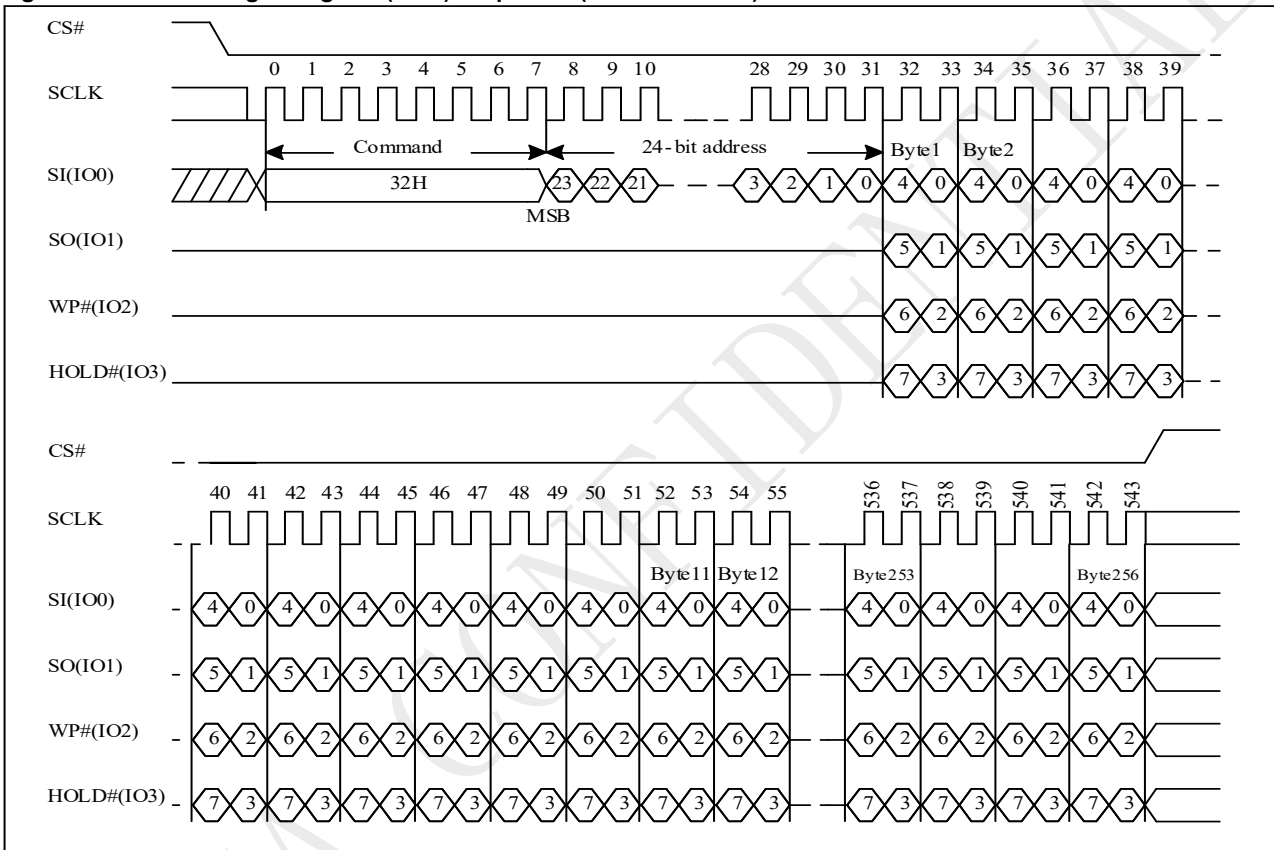 CS#
0 1 2 3 4 5 6 7 8 9 10 28 29 30 31 32 33 34 35 36 37 38 39
SCLK
Command 24-bit address Byte1 Byte2
SI(IO0) 32H 23 22 21 3 2 1 0 4 0 4 0 4 0 4 0
MSB
SO(IO1) 5 1 5 1 5 1 5 1
WP#(IO2) 6 2 6 2 6 2 6 2
HOLD#(IO3) 7 3 7 3 7 3 7 3
CS#
40 41 42 43 44 45 46 47 48 49 50 51 52 53 54 55 536 537 538 539 540 541 542 543
SCLK
Byte11 Byte12 Byte253 Byte256
SI(IO0) 4 0 4 0 4 0 4 0 4 0 4 0 4 0 4 0 4 0 4 0 4 0 4 0
SO(IO1) 5 1 5 1 5 1 5 1 5 1 5 1 5 1 5 1 5 1 5 1 5 1 5 1
WP#(IO2) 6 2 6 2 6 2 6 2 6 2 6 2 6 2 6 2 6 2 6 2 6 2 6 2
HOLD#(IO3) 7 3 7 3 7 3 7 3 7 3 7 3 7 3 7 3 7 3 7 3 7 3 7 3
CONFIDENTIAL